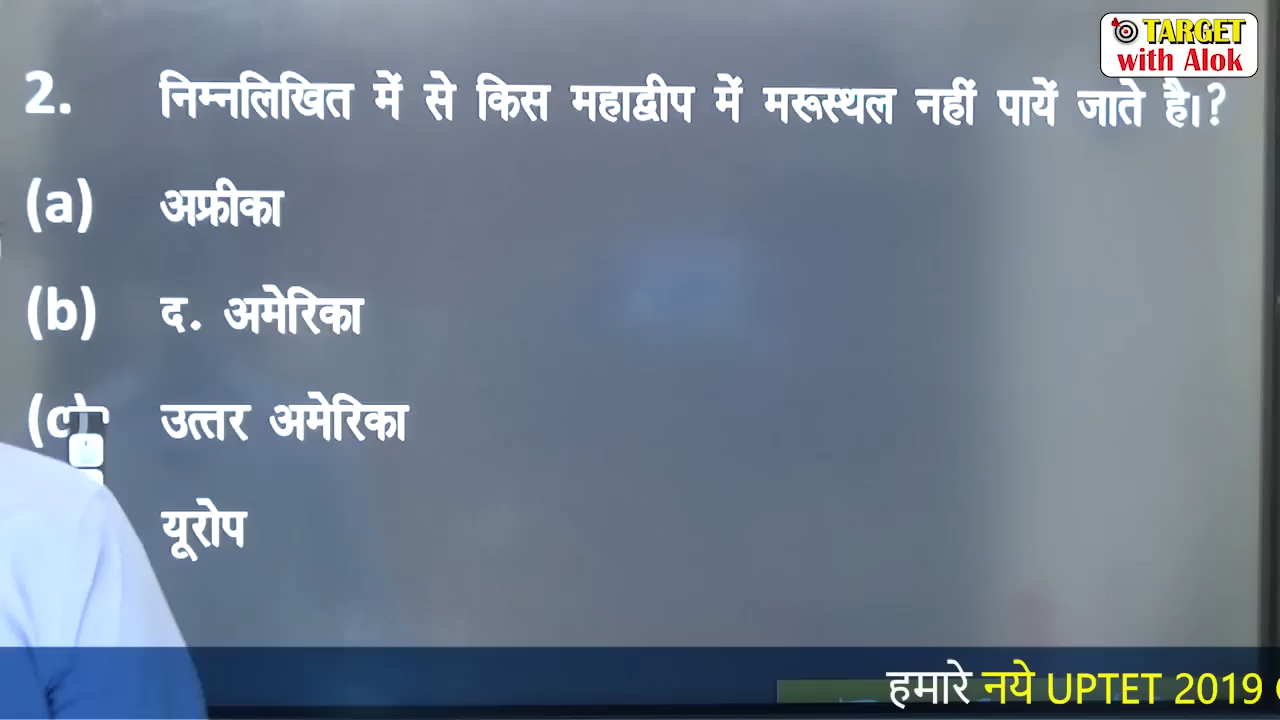 TARGET
with Alok
2. निम्नलिखित में से किस महाद्वीप में मरूस्थल नहीं पायें जाते है।?
(a) अफ्रीका
(b) द. अमेरिका
(c) उत्तर अमेरिका
यूरोप
हमारे नये UPTET 2019